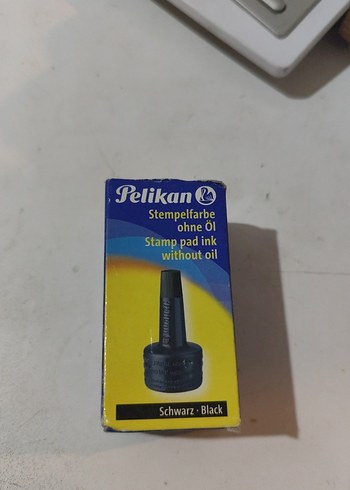 Pelikan
Stempelfarbe
ohne Öl
Stamp pad ink
without oil
Schwarz · Black